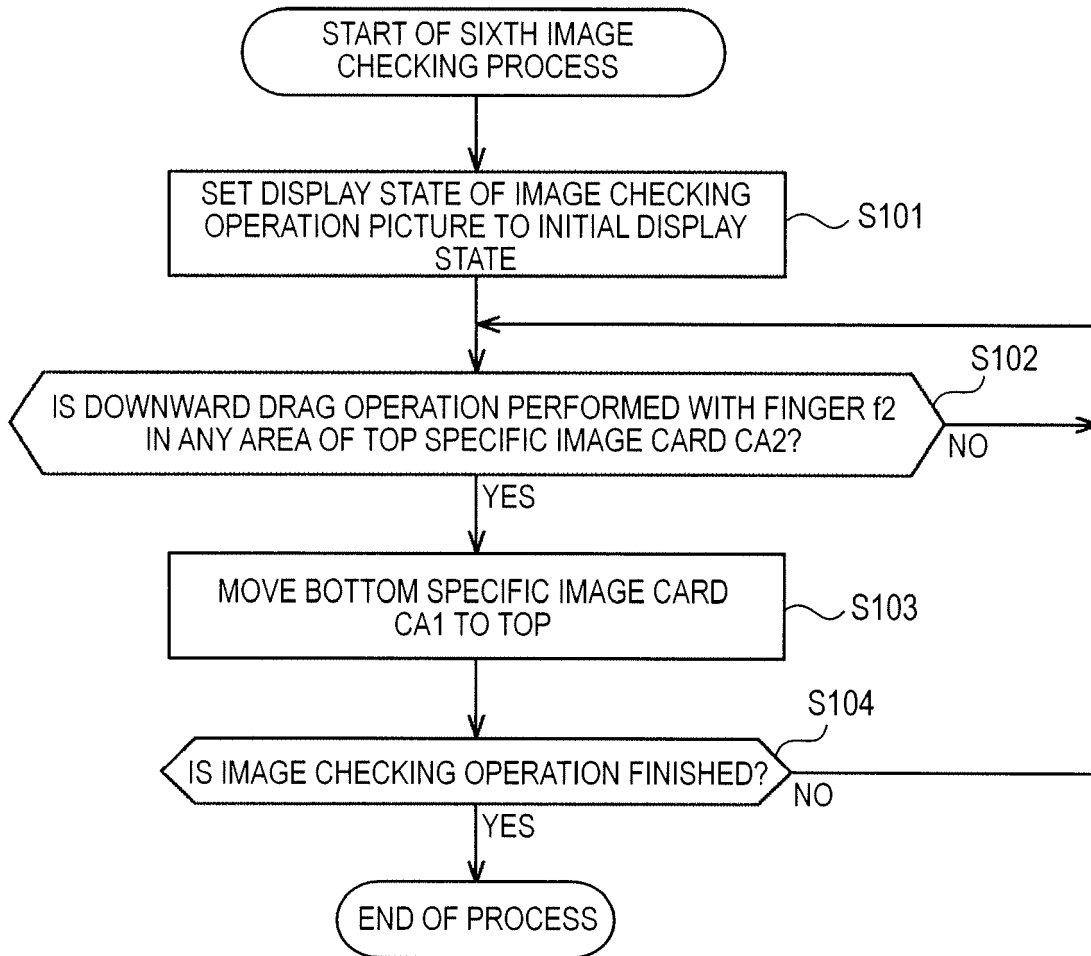 START OF SIXTH IMAGE
CHECKING PROCESS
SET DISPLAY STATE OF IMAGE CHECKING
OPERATION PICTURE TO INITIAL DISPLAY
STATE
S101
IS DOWNWARD DRAG OPERATION PERFORMED WITH FINGER f2
IN ANY AREA OF TOP SPECIFIC IMAGE CARD CA2?
S102
NO
YES
MOVE BOTTOM SPECIFIC IMAGE CARD
CA1 TO TOP
S103
IS IMAGE CHECKING OPERATION FINISHED?
S104
NO
YES
END OF PROCESS